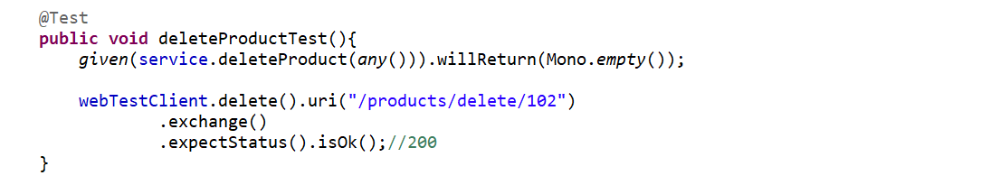 @Test
public void deleteProductTest(){
    given(service.deleteProduct(any())).willReturn(Mono.empty());
    webTestClient.delete().uri("/products/delete/102")
            .exchange()
            .expectStatus().isOk();//200
}